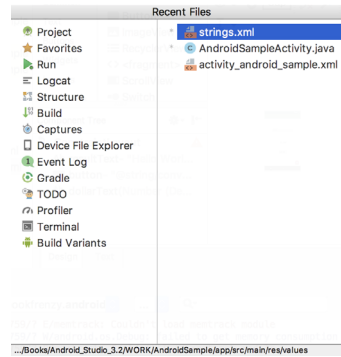 Recent Files
Project
Favorites
Run
Logcat
Structure
Build
Captures
Device File Explorer
1 Event Log
Gradle
TODO
Profiler
Terminal
Build Variants
* strings.xml
* C AndroidSampleActivity.java
activity_android_sample.xml
.../Books/Android_Studio_3.2/WORK/AndroidSample/app/src/main/res/values